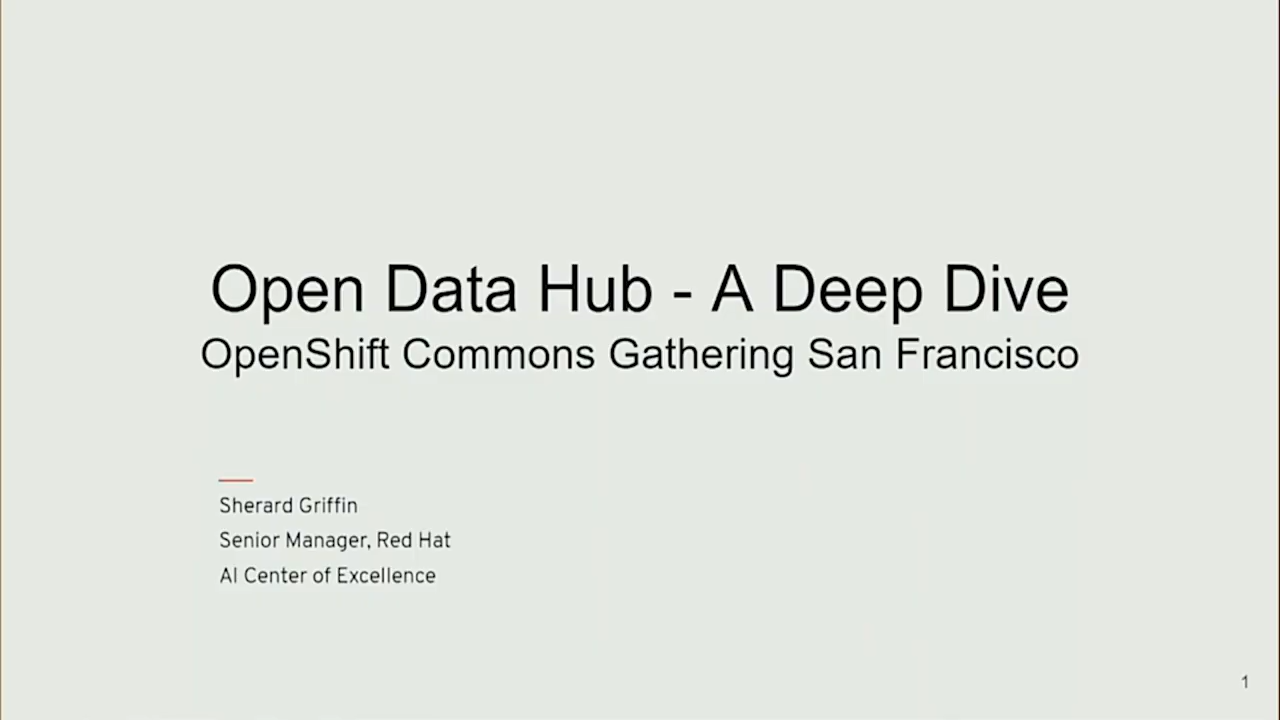 Open Data Hub - A Deep Dive
OpenShift Commons Gathering San Francisco
Sherard Griffin
Senior Manager, Red Hat
AI Center of Excellence
1